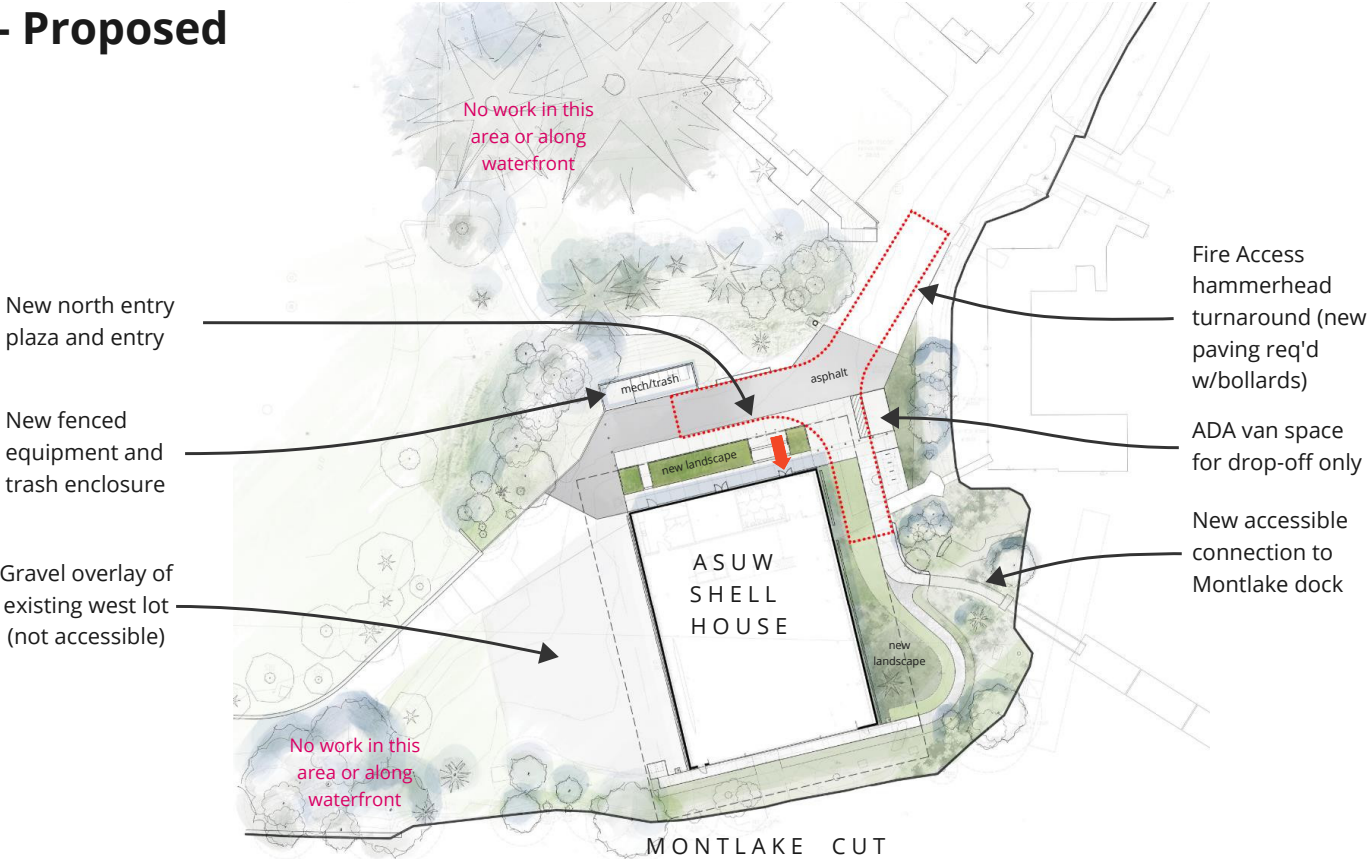 - Proposed
No work in this
area or along
waterfront
New north entry
plaza and entry
New fenced
equipment and
trash enclosure
Gravel overlay of
existing west lot
(not accessible)
Fire Access
hammerhead
turnaround (new
paving req'd
w/bollards)
ADA van space
for drop-off only
New accessible
connection to
Montlake dock
mech/trash
asphalt
new landscape
ASUW
SHELL
HOUSE
new
landscape
No work in this
area or along
waterfront
MONTLAKE CUT